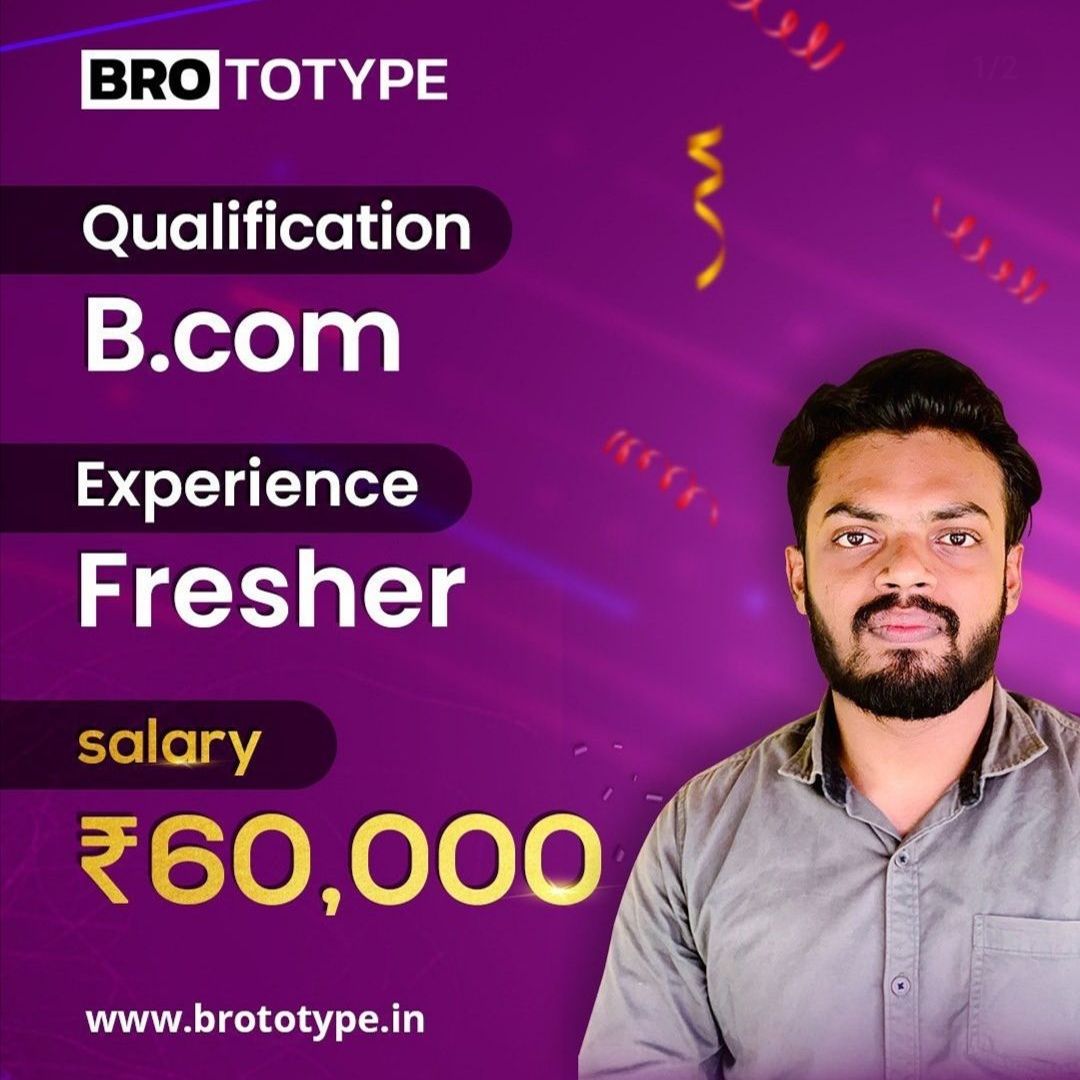 BROTOTYPE
1/2
Qualification
B.com
Experience
Fresher
salary
₹60,000
www.brototype.in